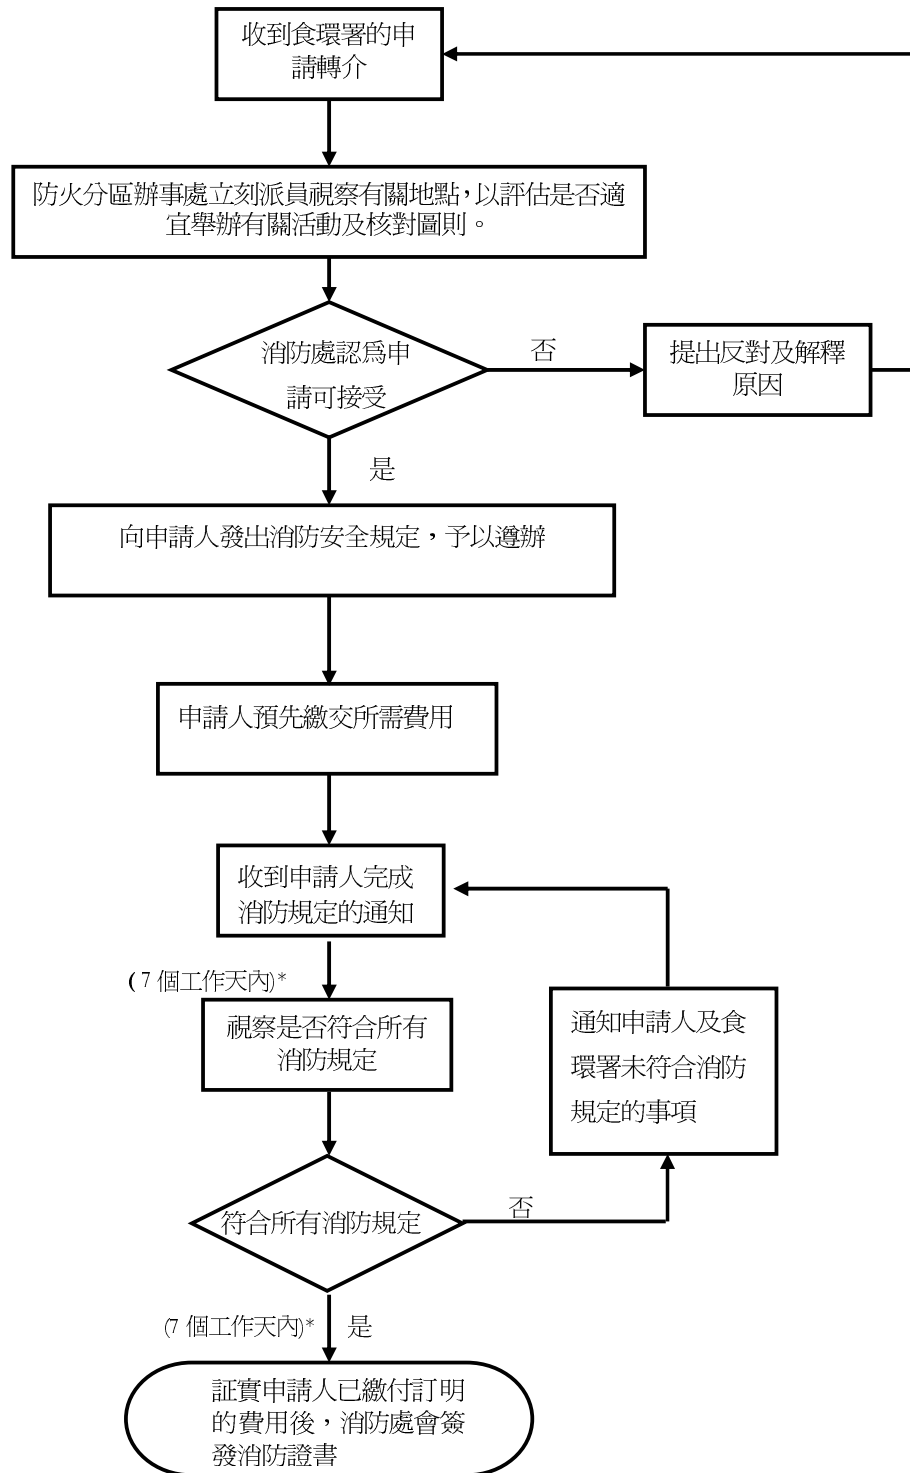 收到食環署的申
請轉介
防火分區辦事處立刻派員視察有關地點，以評估是否適
宜舉辦有關活動及核對圖則。
消防處認為申
請可接受
否
提出反對及解釋
原因
是
向申請人發出消防安全規定，予以遵辦
申請人預先繳交所需費用
收到申請人完成
消防規定的通知
(7 個工作天內)*
視察是否符合所有
消防規定
通知申請人及食
環署未符合消防
規定的事項
符合所有消防規定
否
(7 個工作天內)*
是
証實申請人已繳付訂明
的費用後，消防處會簽
發消防證書